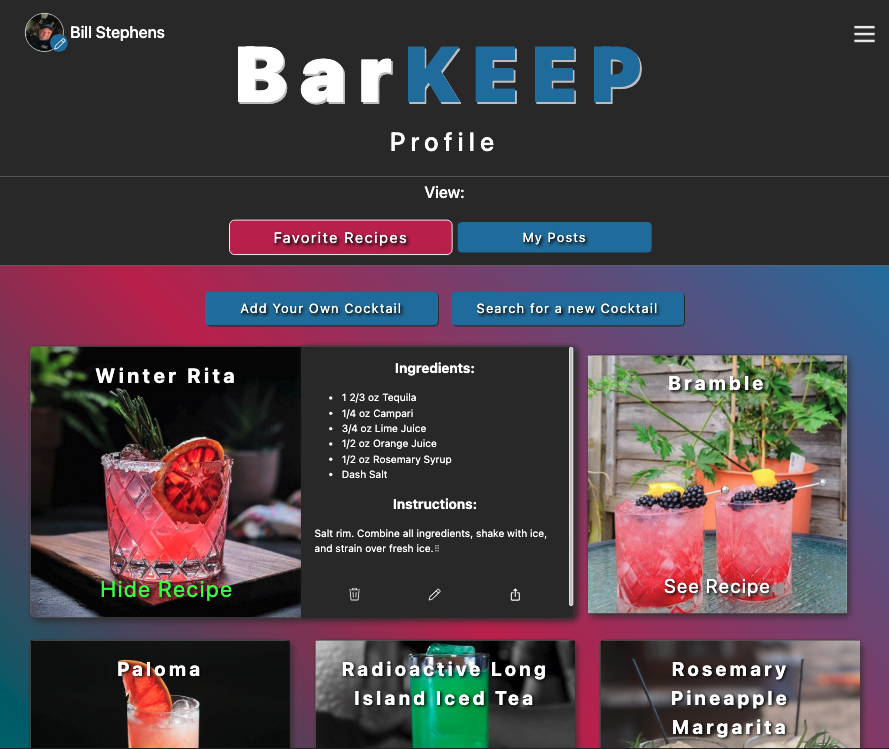 Bill Stephens
BarKEEP
Profile
View:
Favorite Recipes
My Posts
Add Your Own Cocktail
Search for a new Cocktail
Winter Rita
Hide Recipe
Ingredients:
1 2/3 oz Tequila
1/4 oz Campari
3/4 oz Lime Juice
1/2 oz Orange Juice
1/2 oz Rosemary Syrup
Dash Salt
Instructions:
Salt rim. Combine all ingredients, shake with ice,
and strain over fresh ice.
Bramble
See Recipe
Paloma
Radioactive Long
Island Iced Tea
Rosemary
Pineapple
Margarita